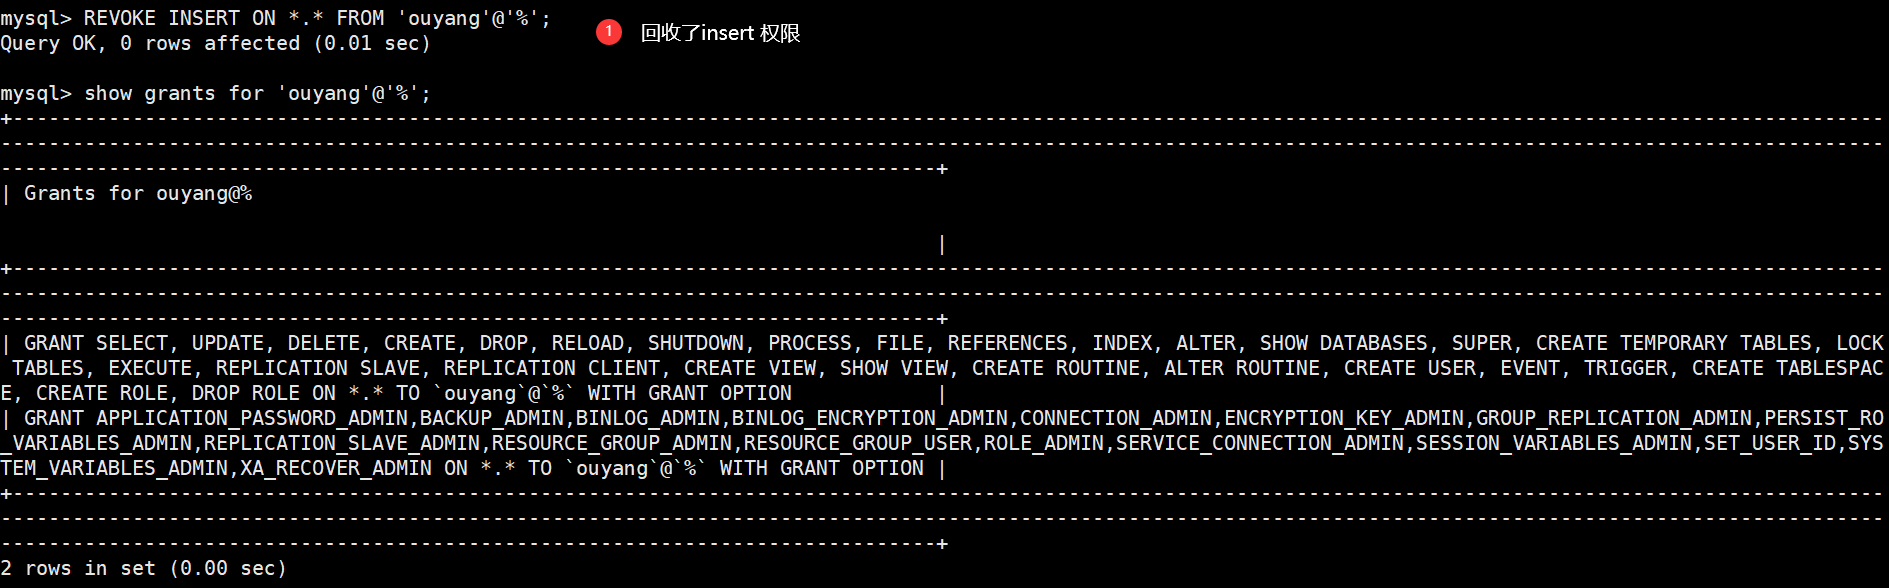 mysql> REVOKE INSERT ON *.* FROM 'ouyang'@'%';
Query OK, 0 rows affected (0.01 sec)
1 回收了insert 权限
mysql> show grants for 'ouyang'@'%';
| Grants for ouyang@%
|
| GRANT SELECT, UPDATE, DELETE, CREATE, DROP, RELOAD, SHUTDOWN, PROCESS, FILE, REFERENCES, INDEX, ALTER, SHOW DATABASES, SUPER, CREATE TEMPORARY TABLES, LOCK
TABLES, EXECUTE, REPLICATION SLAVE, REPLICATION CLIENT, CREATE VIEW, SHOW VIEW, CREATE ROUTINE, ALTER ROUTINE, CREATE USER, EVENT, TRIGGER, CREATE TABLESPAC
E, CREATE ROLE, DROP ROLE ON *.* TO `ouyang`@`%` WITH GRANT OPTION |
| GRANT APPLICATION_PASSWORD_ADMIN,BACKUP_ADMIN,BINLOG_ADMIN,BINLOG_ENCRYPTION_ADMIN,CONNECTION_ADMIN,ENCRYPTION_KEY_ADMIN,GROUP_REPLICATION_ADMIN,PERSIST_RO
_VARIABLES_ADMIN,REPLICATION_SLAVE_ADMIN,RESOURCE_GROUP_ADMIN,RESOURCE_GROUP_USER,ROLE_ADMIN,SERVICE_CONNECTION_ADMIN,SESSION_VARIABLES_ADMIN,SET_USER_ID,SYS
TEM_VARIABLES_ADMIN,XA_RECOVER_ADMIN ON *.* TO `ouyang`@`%` WITH GRANT OPTION |
2 rows in set (0.00 sec)